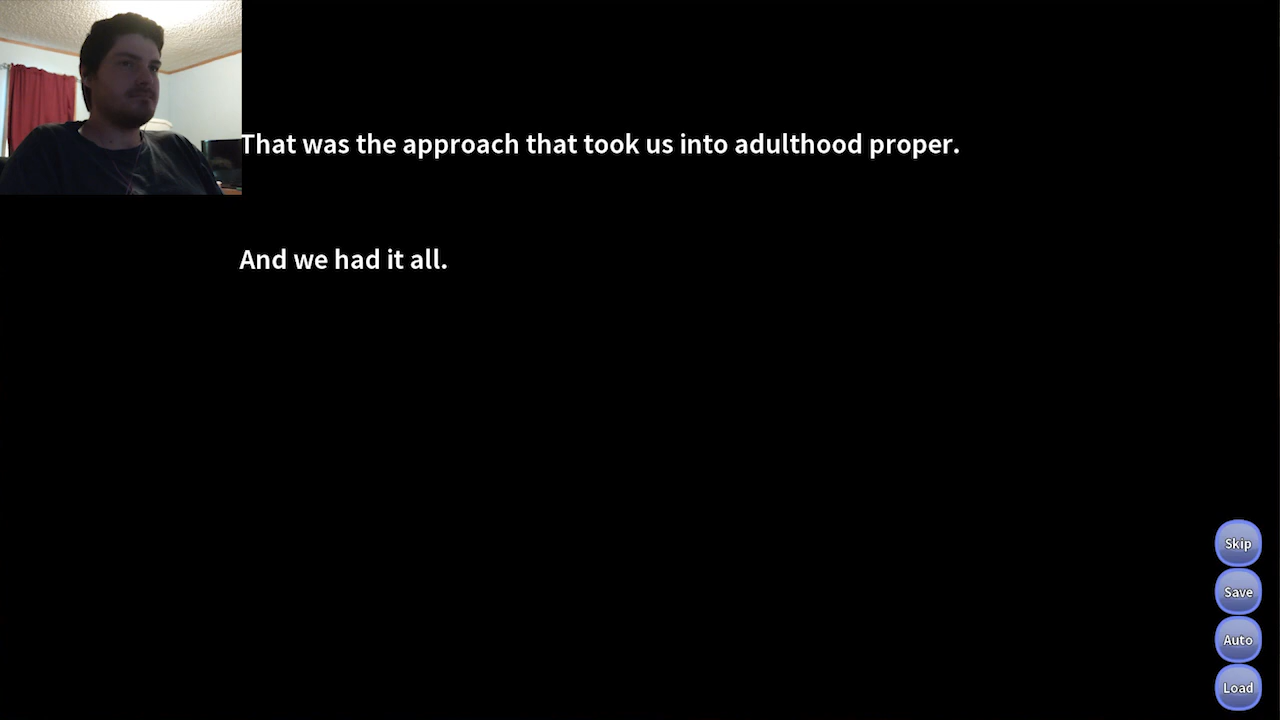 That was the approach that took us into adulthood proper.
And we had it all.
Skip
Save
Auto
Load